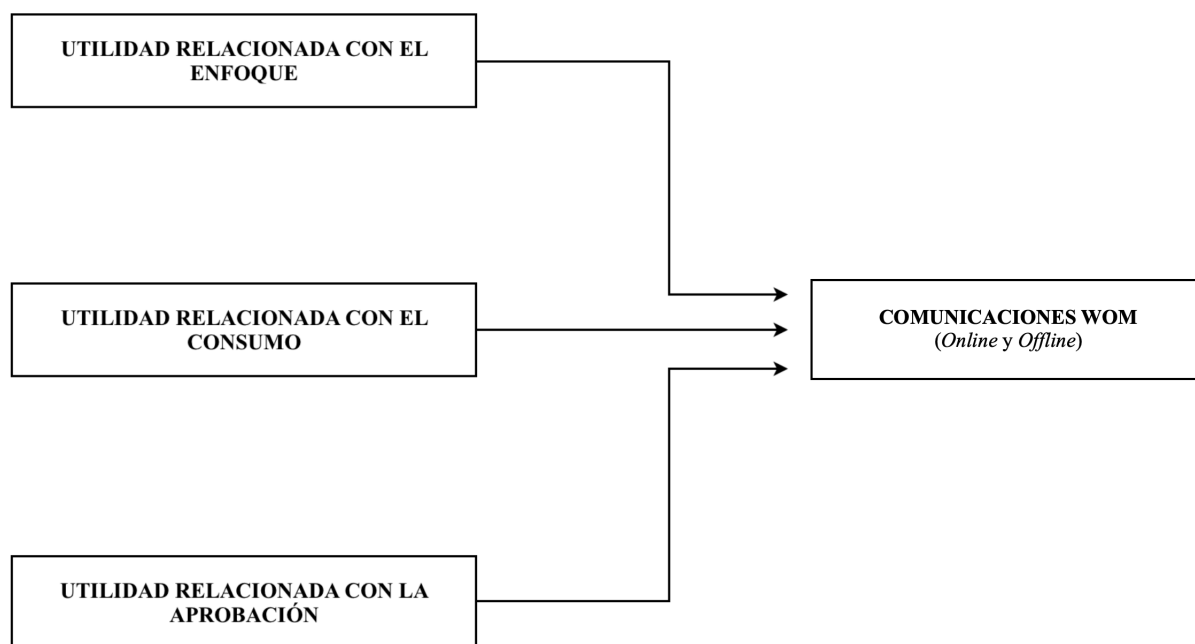 UTILIDAD RELACIONADA CON EL
ENFOQUE
UTILIDAD RELACIONADA CON EL
CONSUMO
COMUNICACIONES WOM
(Online y Offline)
UTILIDAD RELACIONADA CON LA
APROBACIÓN